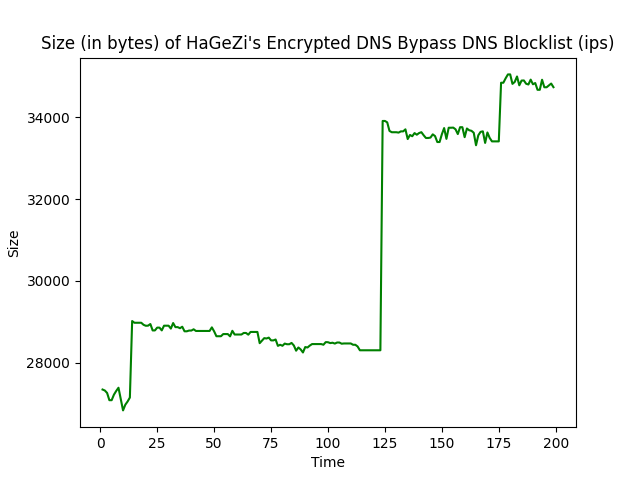 Size (in bytes) of HaGeZi's Encrypted DNS Bypass DNS Blocklist (ips)
34000
32000
30000
28000
Size
0 25 50 75 100 125 150 175 200
Time